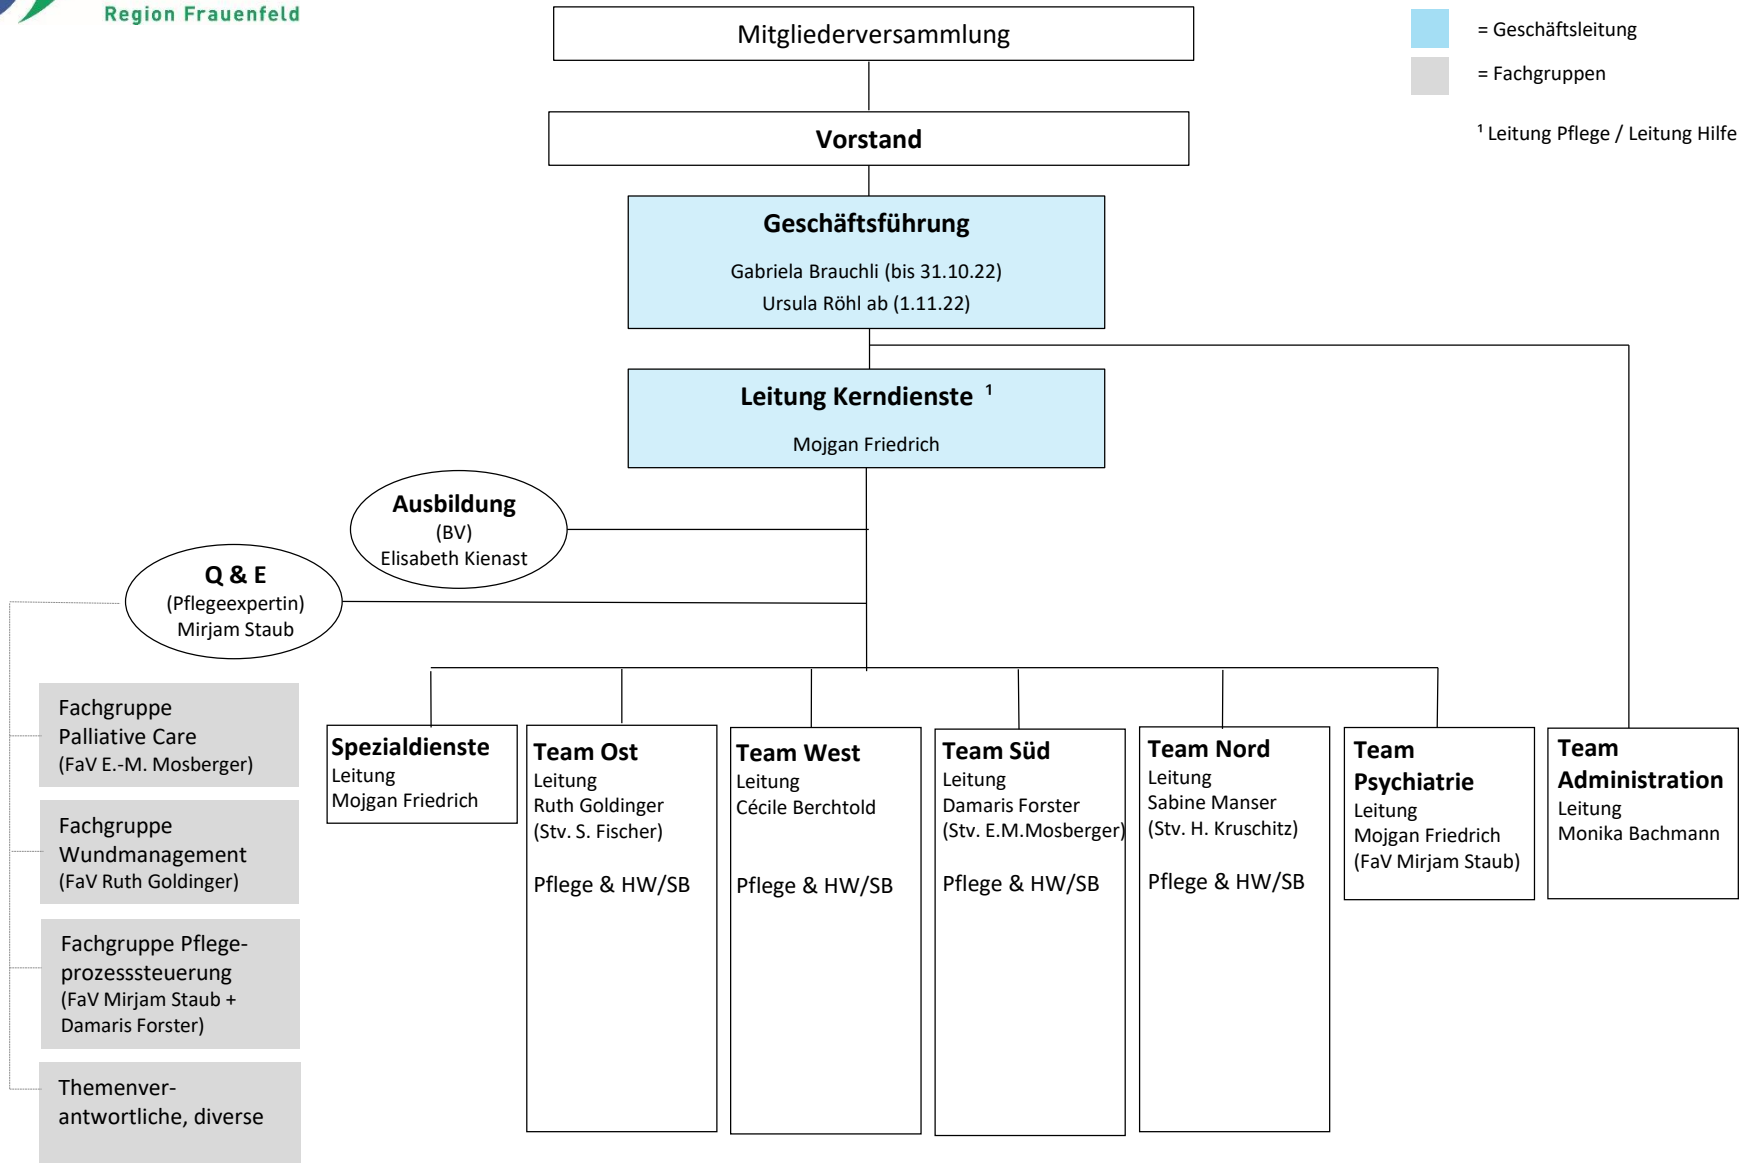 Region Frauenfeld
Mitgliederversammlung
= Geschäftsleitung
= Fachgruppen
¹ Leitung Pflege / Leitung Hilfe
Vorstand
Geschäftsführung
Gabriela Brauchli (bis 31.10.22)
Ursula Röhl ab (1.11.22)
Leitung Kerndienste ¹
Mojgan Friedrich
Ausbildung
(BV)
Elisabeth Kienast
Q & E
(Pflegeexpertin)
Mirjam Staub
Fachgruppe
Palliative Care
(FaV E.-M. Mosberger)
Fachgruppe
Wundmanagement
(FaV Ruth Goldinger)
Fachgruppe Pflege-
prozesssteuerung
(FaV Mirjam Staub +
Damaris Forster)
Themenver-
antwortliche, diverse
Spezialdienste
Leitung
Mojgan Friedrich
Team Ost
Leitung
Ruth Goldinger
(Stv. S. Fischer)
Pflege & HW/SB
Team West
Leitung
Cécile Berchtold
Pflege & HW/SB
Team Süd
Leitung
Damaris Forster
(Stv. E.M.Mosberger)
Pflege & HW/SB
Team Nord
Leitung
Sabine Manser
(Stv. H. Kruschitz)
Pflege & HW/SB
Team
Psychiatrie
Leitung
Mojgan Friedrich
(FaV Mirjam Staub)
Team
Administration
Leitung
Monika Bachmann